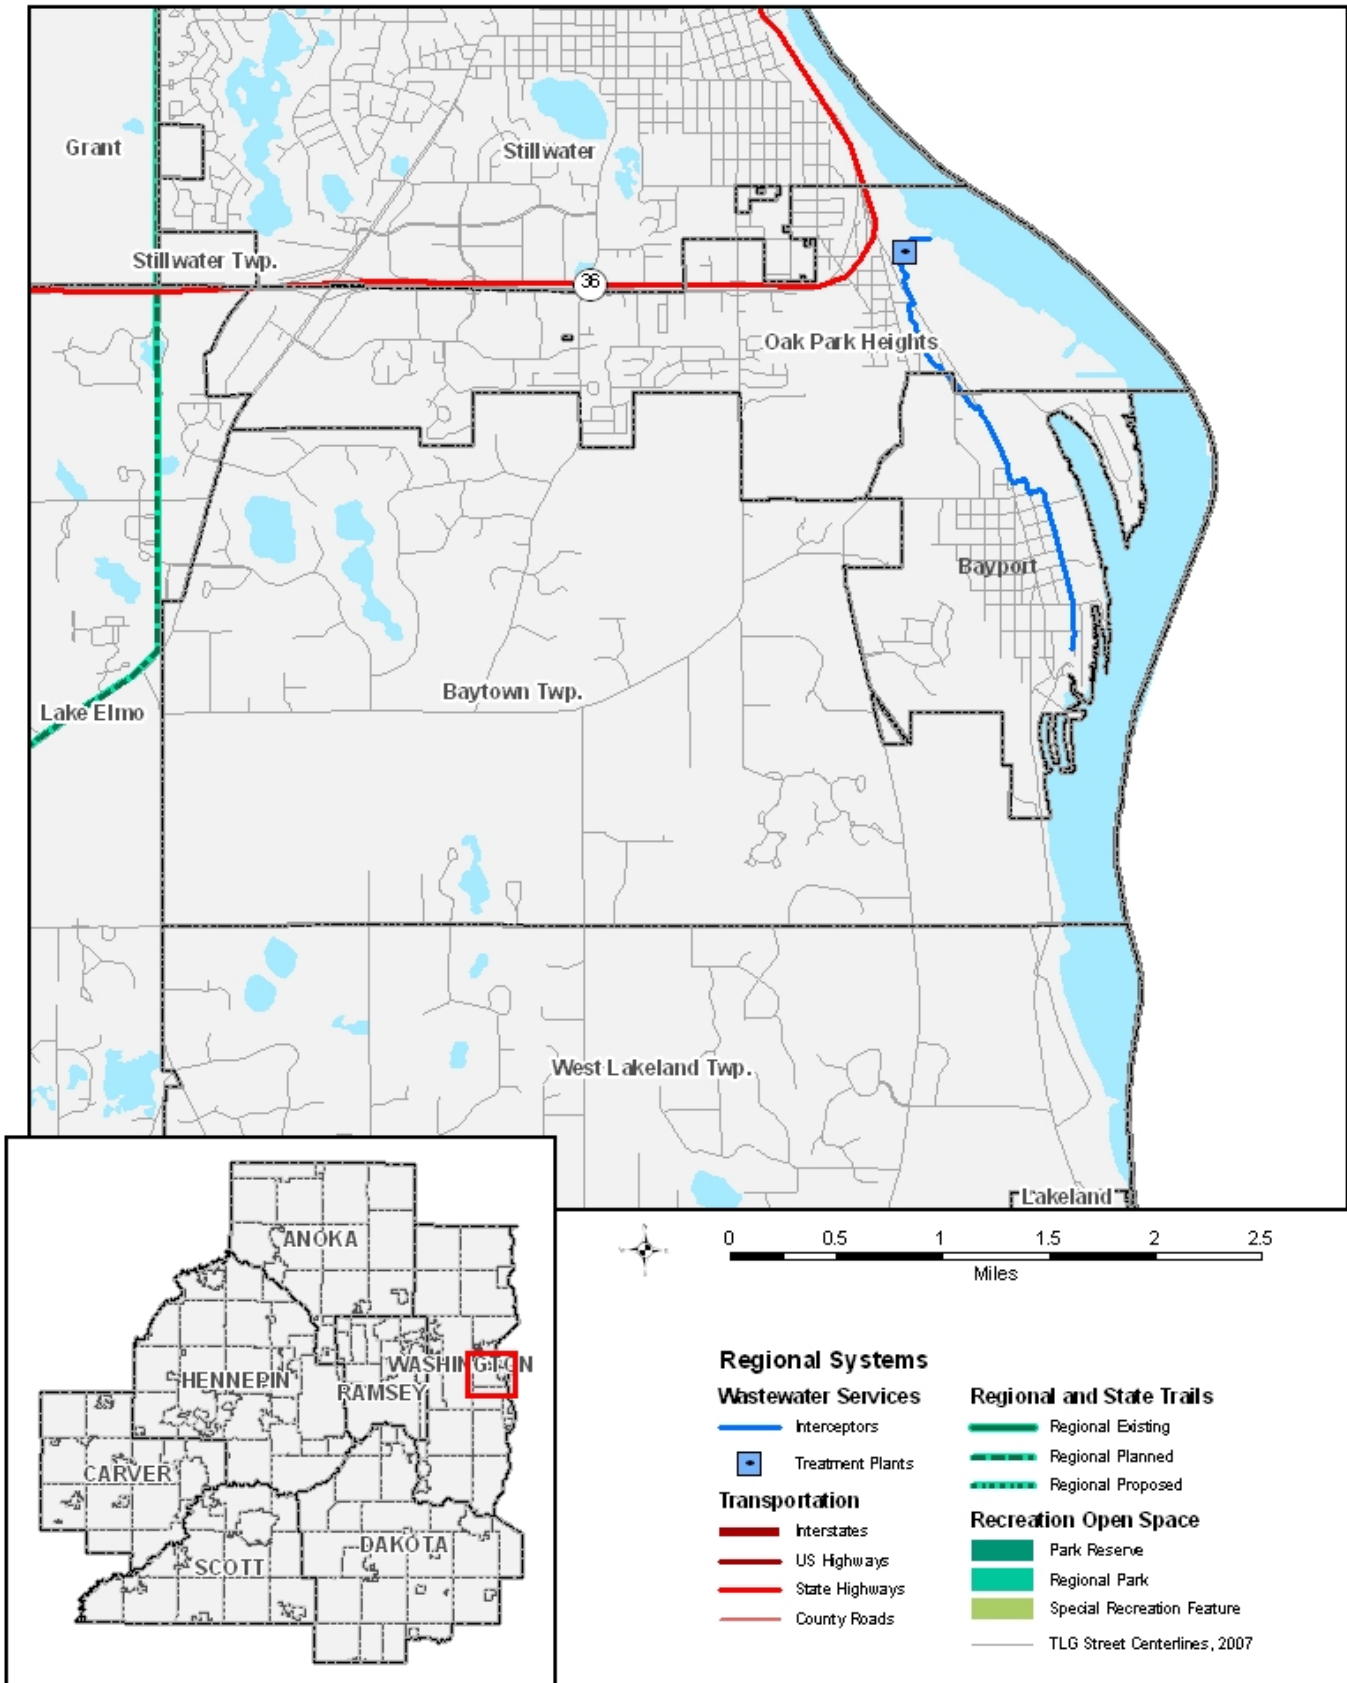 Grant
Stillwater
Stillwater Twp.
36
Oak Park Heights
Bayport
Baytown Twp.
Lake Elmo
West Lakeland Twp.
Lakeland
ANOKA
WASHINGTON
HENNEPIN
RAMSEY
CARVER
DAKOTA
SCOTT
0 0.5 1 1.5 2 2.5
Miles
Regional Systems
Wastewater Services
Interceptors
Treatment Plants
Transportation
Interstates
US Highways
State Highways
County Roads
Regional and State Trails
Regional Existing
Regional Planned
Regional Proposed
Recreation Open Space
Park Reserve
Regional Park
Special Recreation Feature
TLG Street Centerlines, 2007